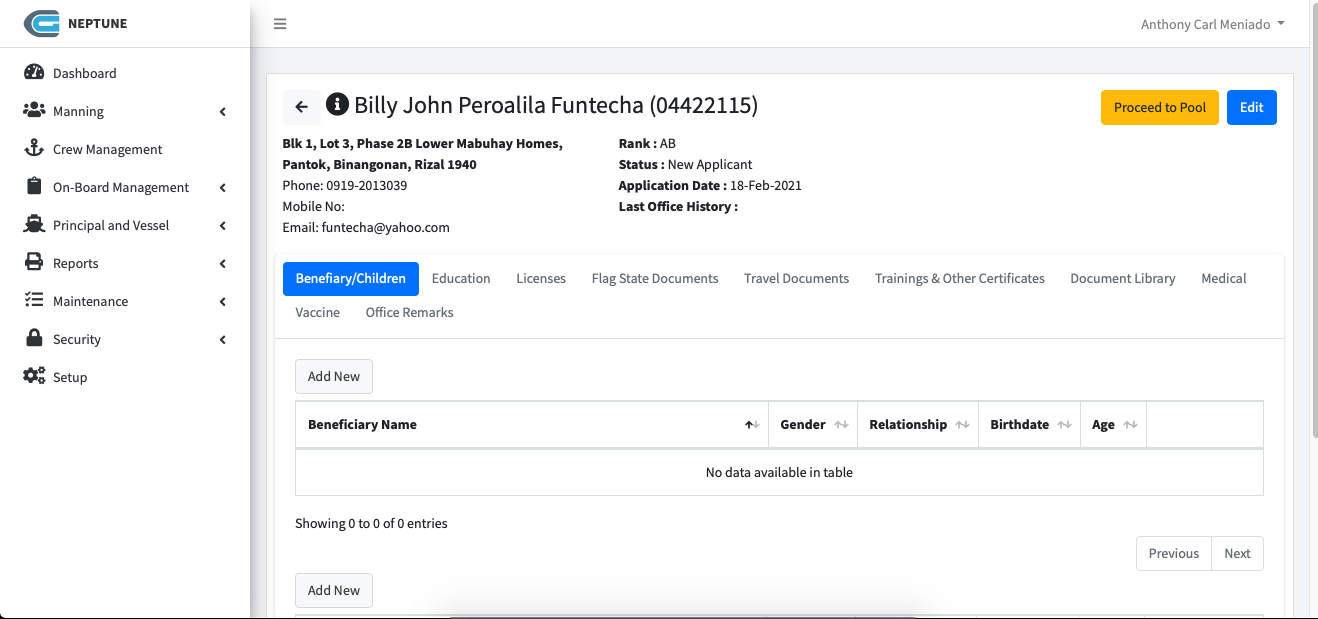 NEPTUNE
Anthony Carl Meniado
Dashboard
Manning
Crew Management
On-Board Management
Principal and Vessel
Reports
Maintenance
Security
Setup
Billy John Peroalila Funtecha (04422115)
Proceed to Pool
Edit
Blk 1, Lot 3, Phase 2B Lower Mabuhay Homes,
Pantok, Binangonan, Rizal 1940
Phone: 0919-2013039
Mobile No:
Email: funtecha@yahoo.com
Rank : AB
Status : New Applicant
Application Date : 18-Feb-2021
Last Office History :
Benefiary/Children Education Licenses Flag State Documents Travel Documents Trainings & Other Certificates Document Library Medical
Vaccine Office Remarks
Add New
Beneficiary Name Gender Relationship Birthdate Age
No data available in table
Showing 0 to 0 of 0 entries
Previous Next
Add New